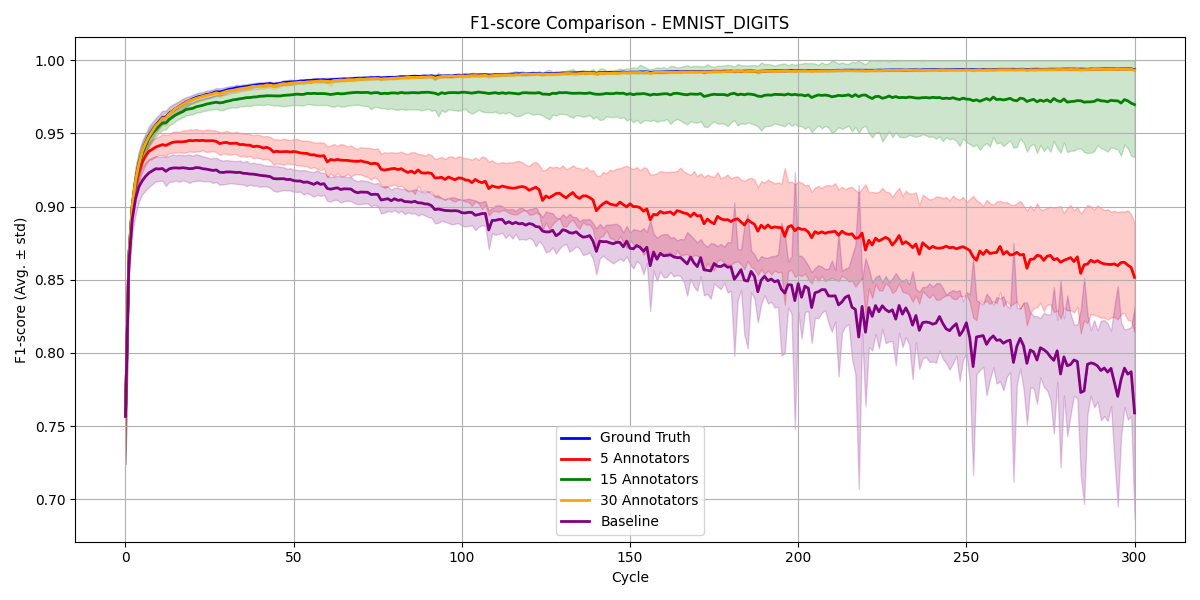 F1-score Comparison - EMNIST_DIGITS
F1-score (Avg. ± std)
1.00
0.95
0.90
0.85
0.80
0.75
0.70
Ground Truth
5 Annotators
15 Annotators
30 Annotators
Baseline
0 50 100 150 200 250 300
Cycle